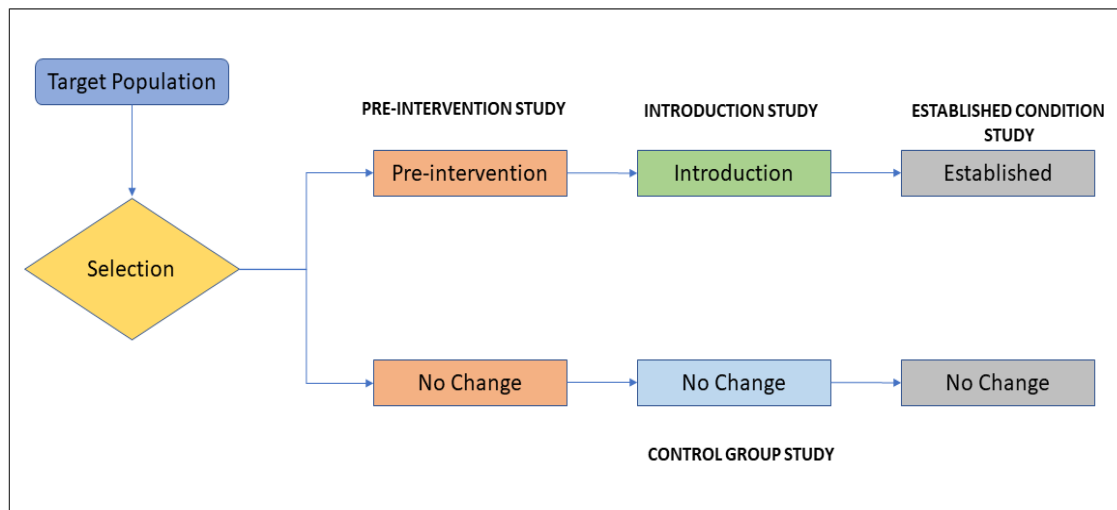 Target Population
PRE-INTERVENTION STUDY
INTRODUCTION STUDY
ESTABLISHED CONDITION
STUDY
Pre-intervention
Introduction
Established
Selection
No Change
No Change
No Change
CONTROL GROUP STUDY